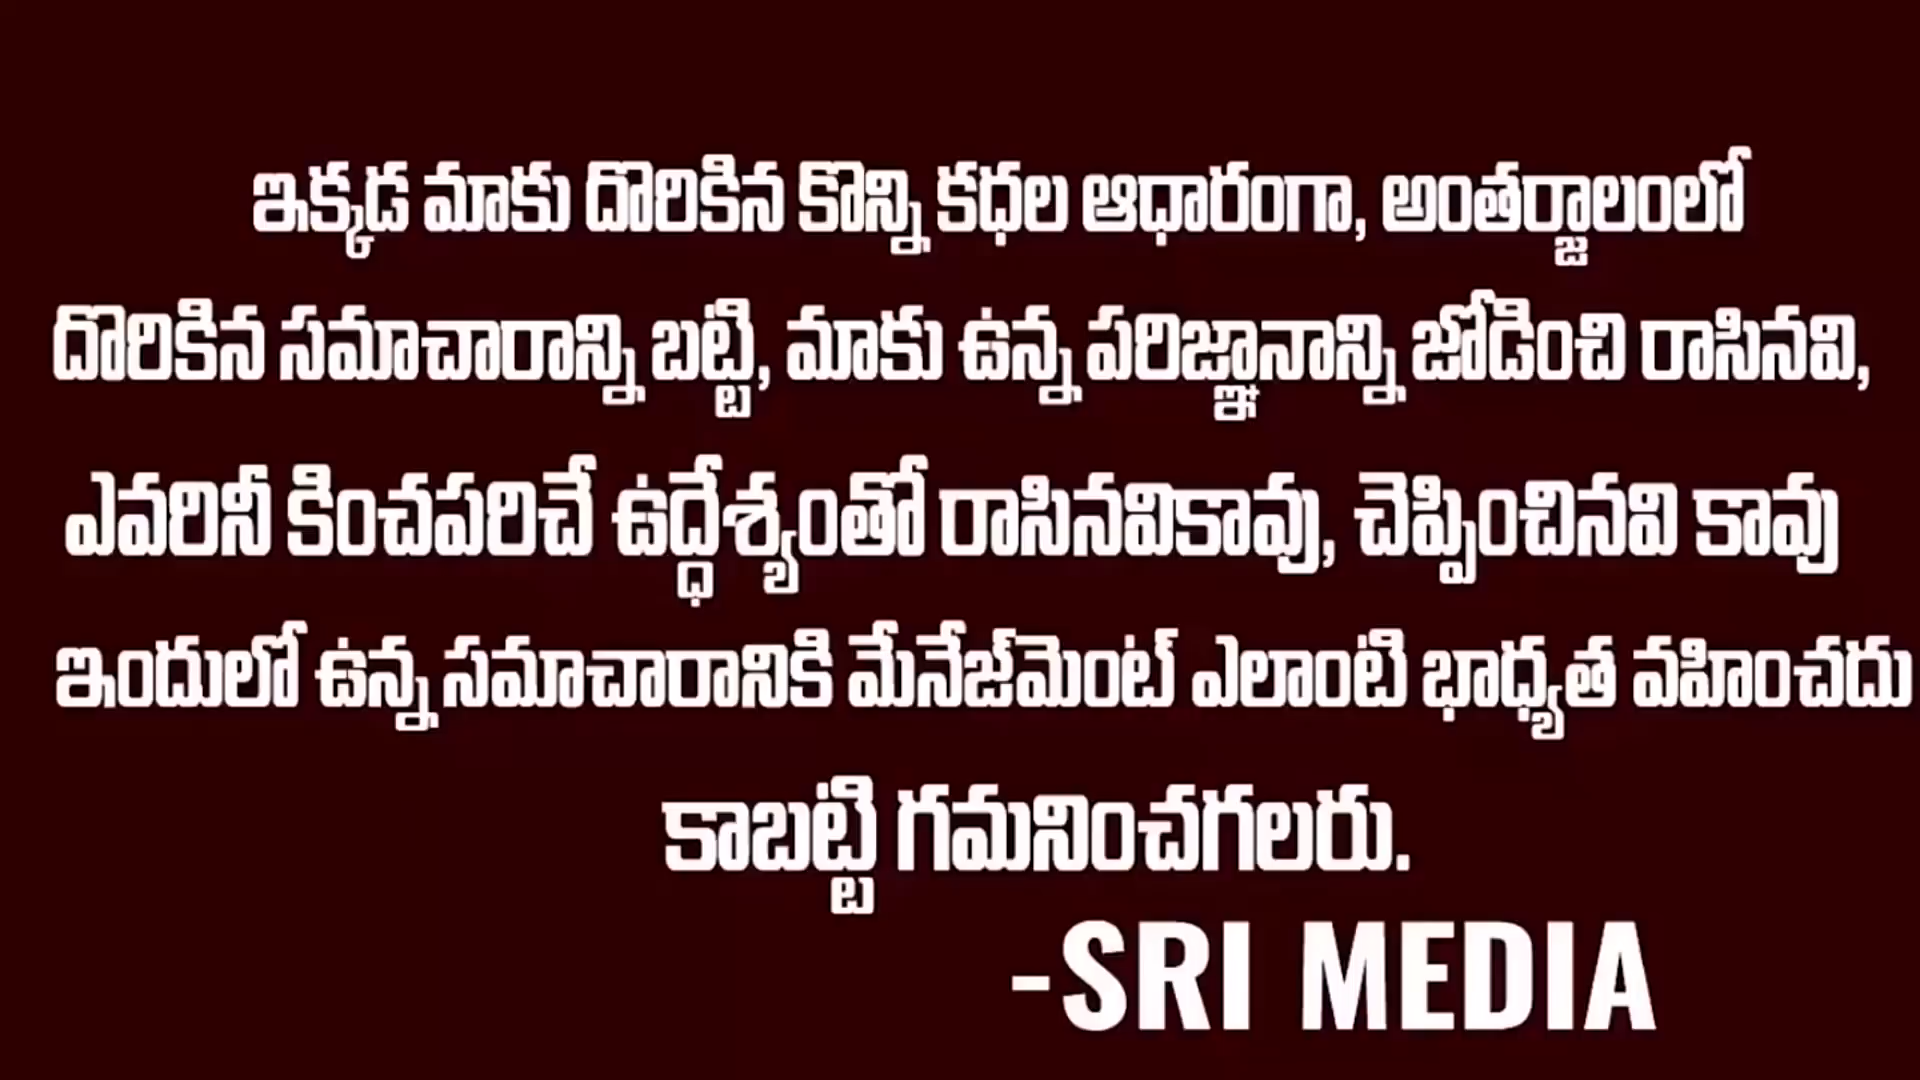 ఇక్కడ మాకు దొరికిన కొన్ని కధల ఆధారంగా, అంతర్జాలంలో
దొరికిన సమాచారాన్ని బట్టి, మాకు ఉన్న పరిజ్ఞానాన్ని జోడించి రాసినవి,
ఎవరినీ కించపరిచే ఉద్ధేశ్యంతో రాసినవికావు, చెప్పించినవి కావు
ఇందులో ఉన్న సమాచారానికి మేనేజ్‌మెంట్ ఎలాంటి భాధ్యత వహించదు
కాబట్టి గమనించగలరు.
-SRI MEDIA